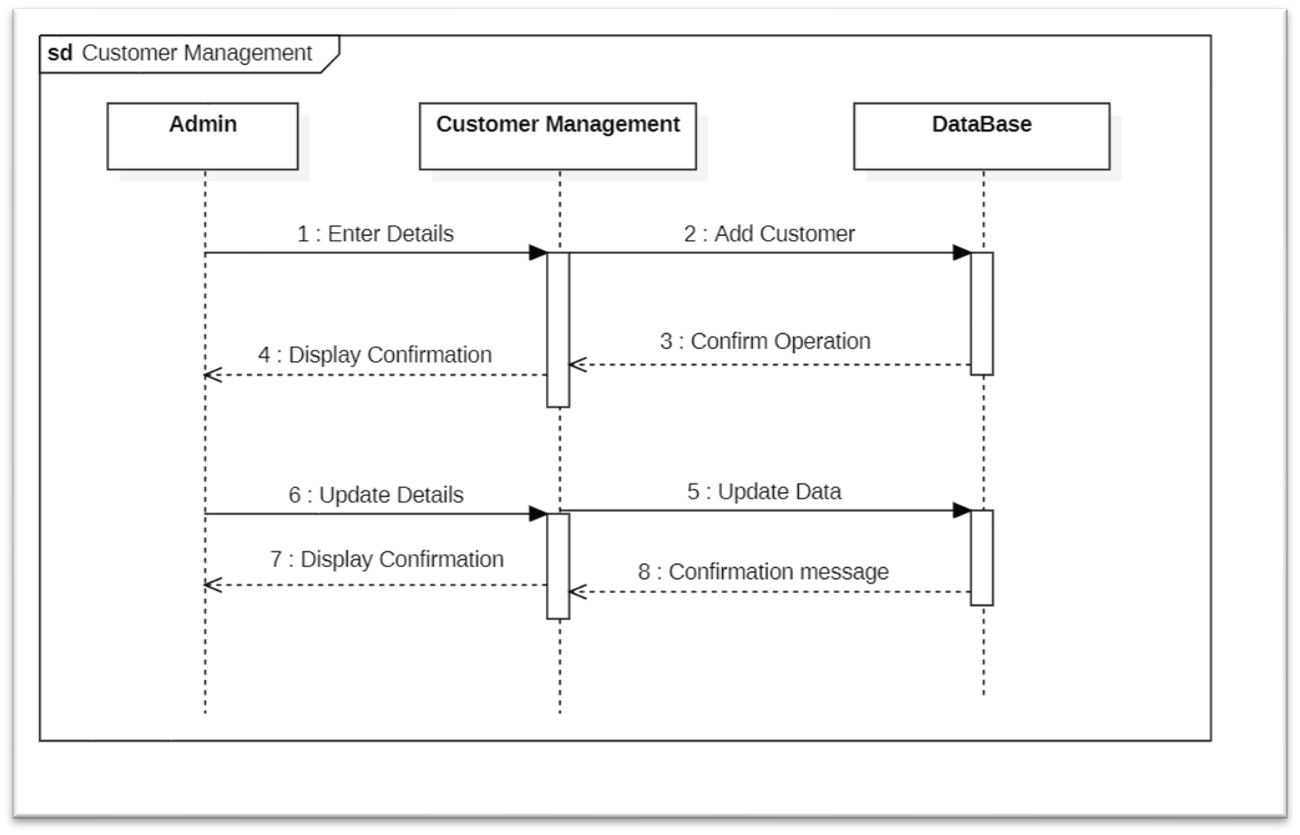 sd Customer Management
Admin
Customer Management
DataBase
1 : Enter Details
2 : Add Customer
3 : Confirm Operation
4 : Display Confirmation
6 : Update Details
5 : Update Data
7 : Display Confirmation
8 : Confirmation message